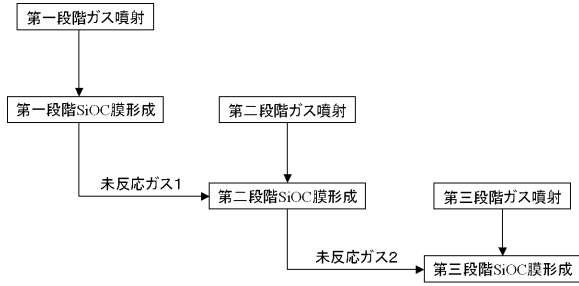 第一段階ガス噴射
第一段階SiOC膜形成
第二段階ガス噴射
未反応ガス1
第二段階SiOC膜形成
第三段階ガス噴射
未反応ガス2
第三段階SiOC膜形成